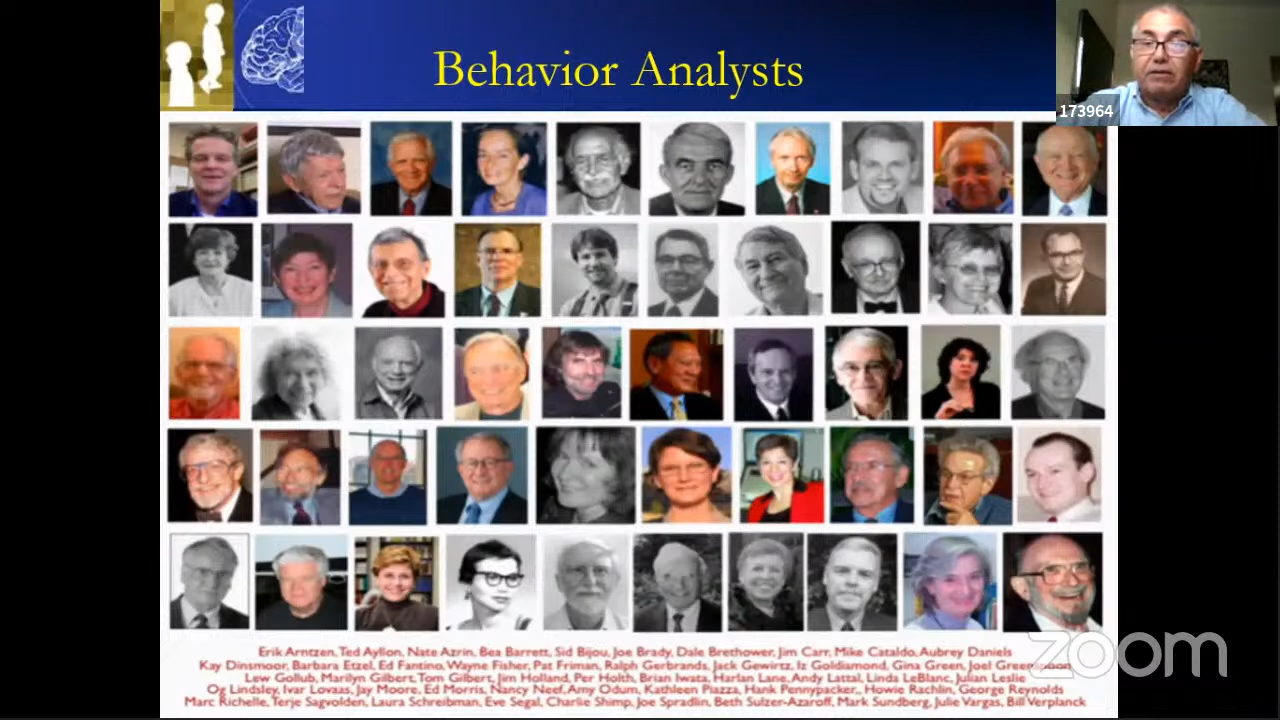 Behavior Analysts
173964
Erik Arntzen, Ted Ayllon, Nate Azrin, Bea Barrett, Sid Bijou, Joe Brady, Dale Brethower, Jim Carr, Mike Cataldo, Aubrey Daniels
Kay Dinsmoor, Barbara Etzel, Ed Fantino, Wayne Fisher, Pat Friman, Ralph Gerbrands, Jack Gewirtz, Iz Goldiamond, Gina Green, Joel Greenspoon
Lew Gollub, Marilyn Gilbert, Tom Gilbert, Jim Holland, Per Holth, Brian Iwata, Harlan Lane, Andy Lattal, Linda LeBlanc, Julian Leslie
Og Lindsley, Ivar Lovaas, Jay Moore, Ed Morris, Nancy Neef, Amy Odum, Kathleen Piazza, Hank Pennypacker,, Howie Rachlin, George Reynolds
Marc Richelle, Terje Sagvolden, Laura Schreibman, Eve Segal, Charlie Shimp, Joe Spradlin, Beth Sulzer-Azaroff, Mark Sundberg, Julie Vargas, Bill Verplanck
zoom